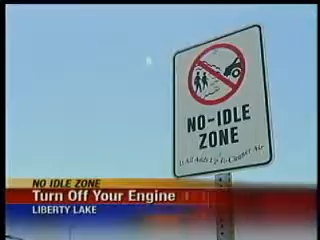 NO-IDLE
ZONE
It All Adds Up to Cleaner Air
NO IDLE ZONE
Turn Off Your Engine
LIBERTY LAKE